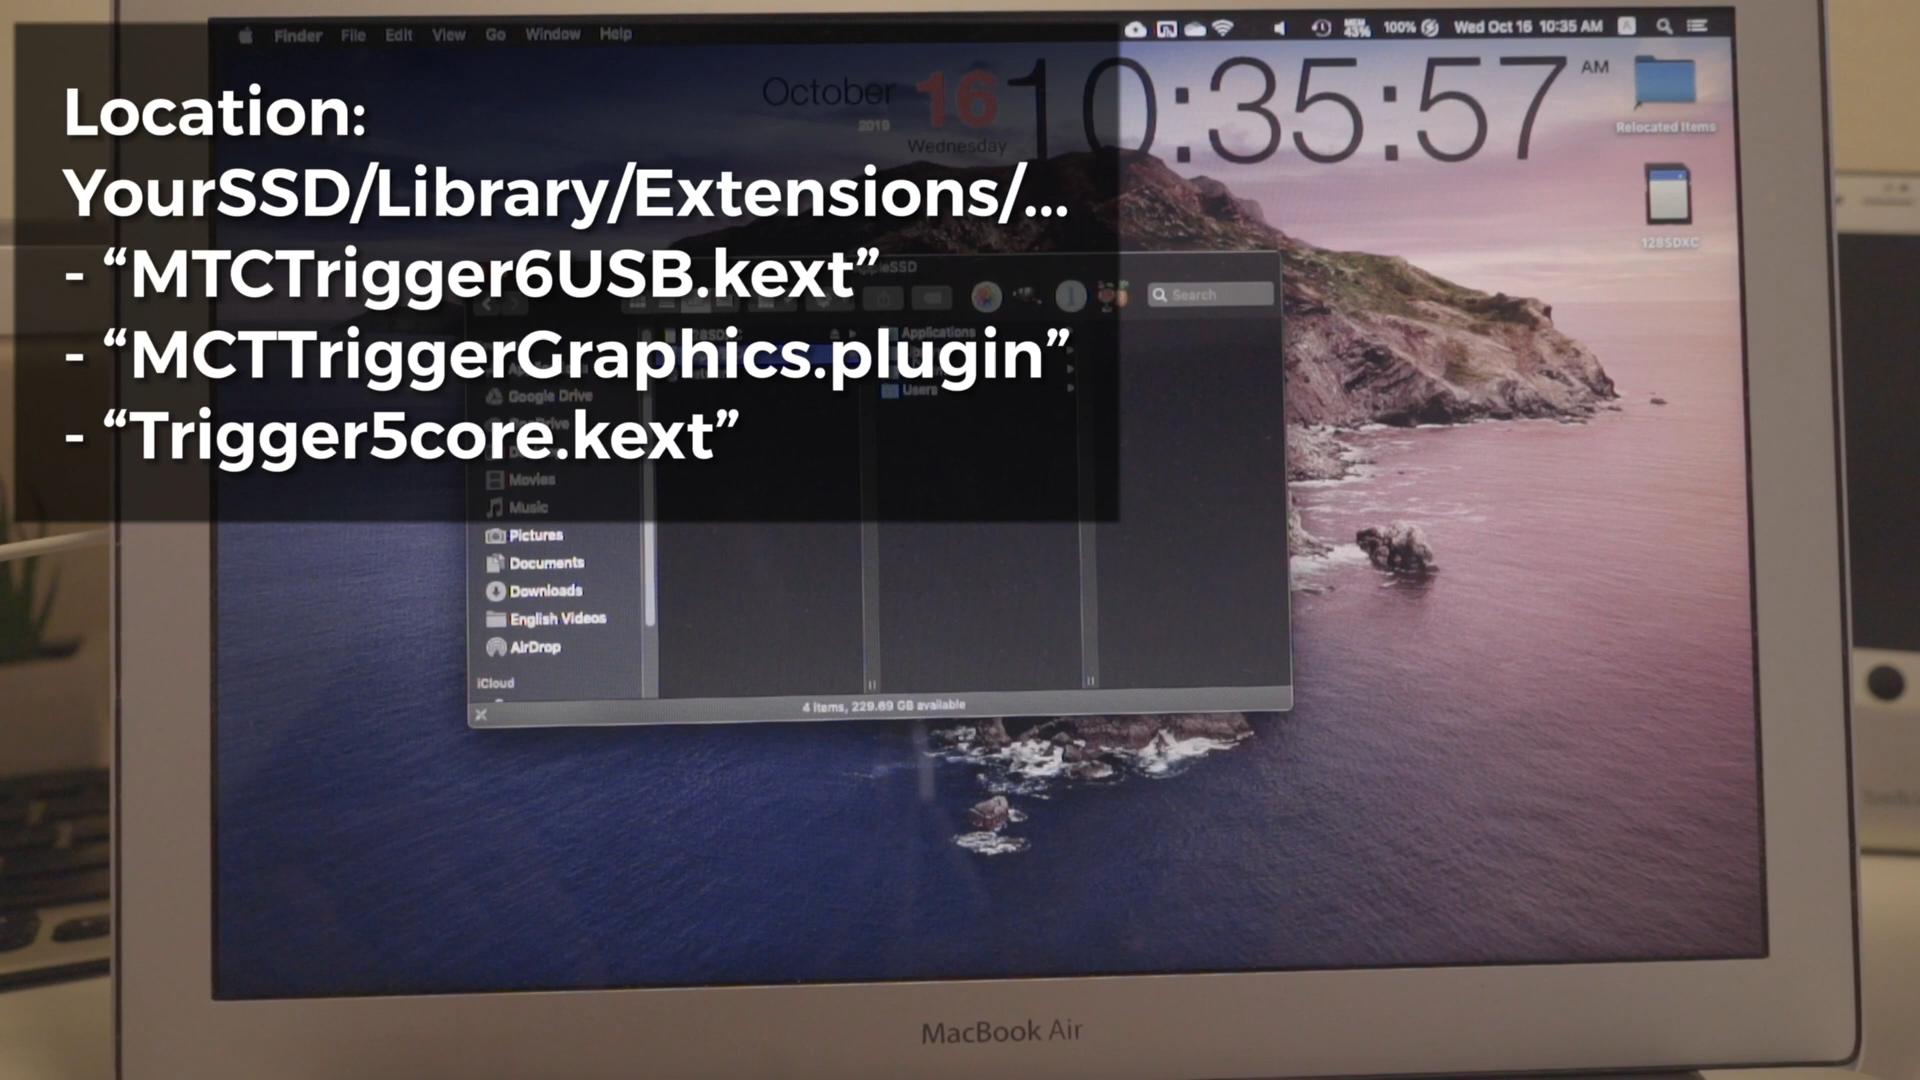 Finder File Edit View Go Window Help
MEM 43% 100% Wed Oct 16 10:35 AM A
Location:
YourSSD/Library/Extensions/...
- “MTCTrigger6USB.kext”
- “MCTTriggerGraphics.plugin”
- “Trigger5core.kext”
October 16
2019
Wednesday
10:35:57 AM
Relocated Items
128SDXC
Search
Applications
Users
Google Drive
Movies
Music
Pictures
Documents
Downloads
English Videos
AirDrop
iCloud
4 items, 229.69 GB available
MacBook Air